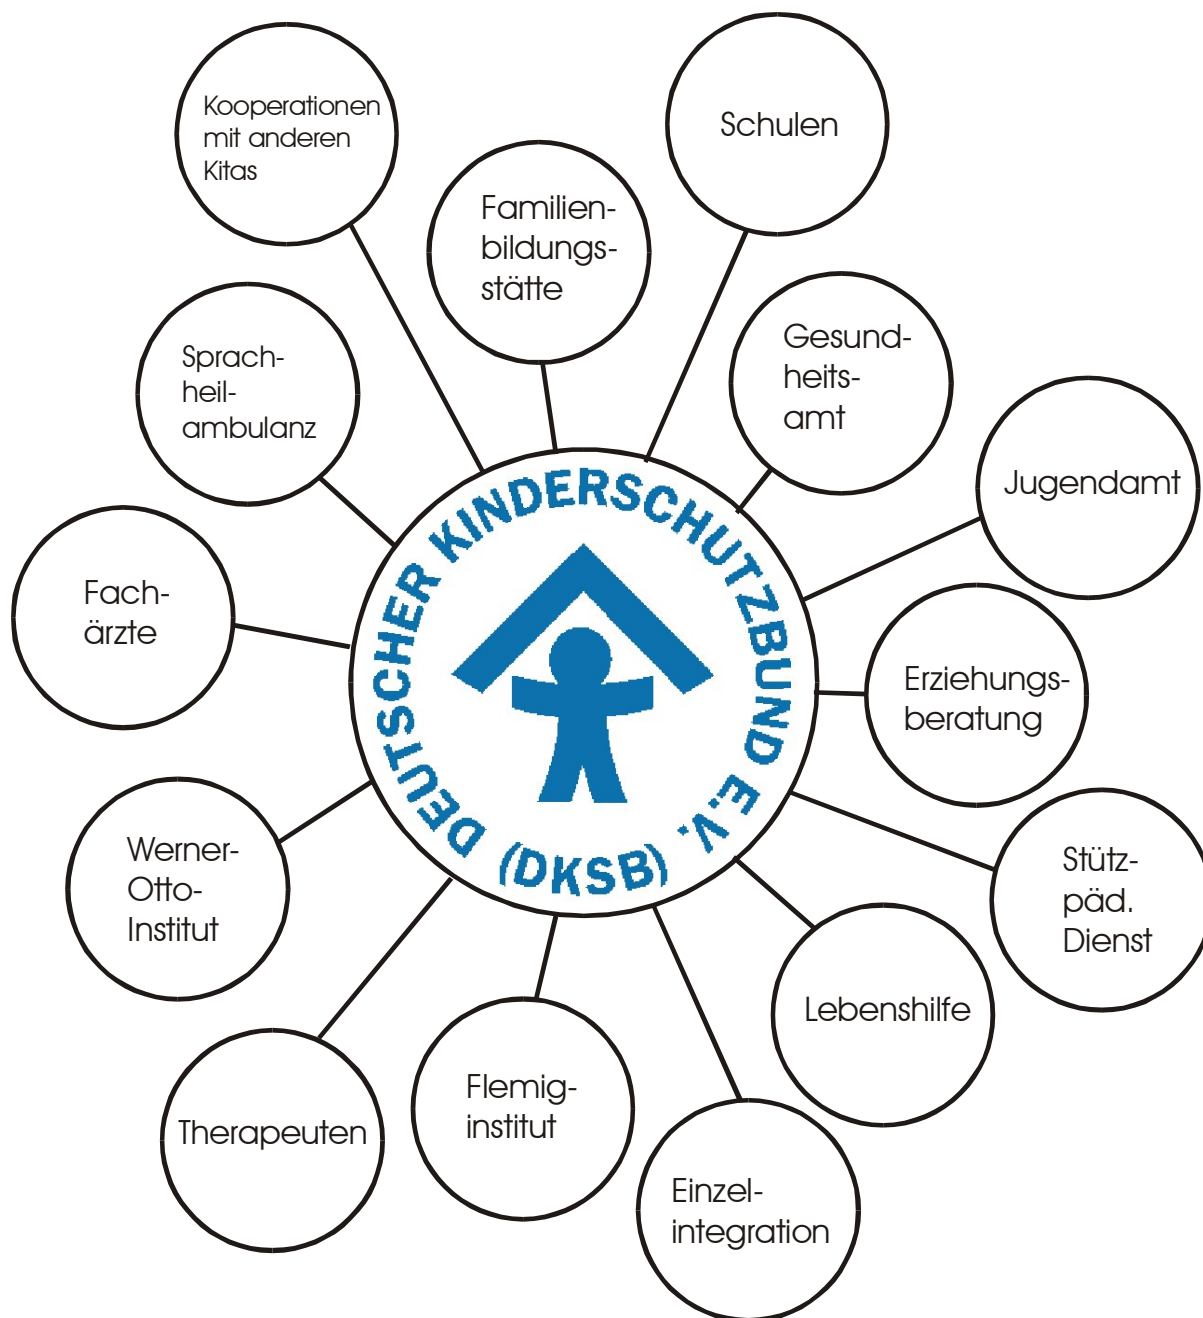 Kooperationen
mit anderen
Kitas
Schulen
Familien-
bildungs-
stätte
Gesund-
heits-
amt
Sprach-
heil-
ambulanz
Jugendamt
Fach-
ärzte
DEUTSCHER KINDERSCHUTZBUND E.V.
(DKSB)
Erziehungs-
beratung
Werner-
Otto-
Institut
Stütz-
päd.
Dienst
Lebenshilfe
Therapeuten
Flemig-
institut
Einzel-
integration